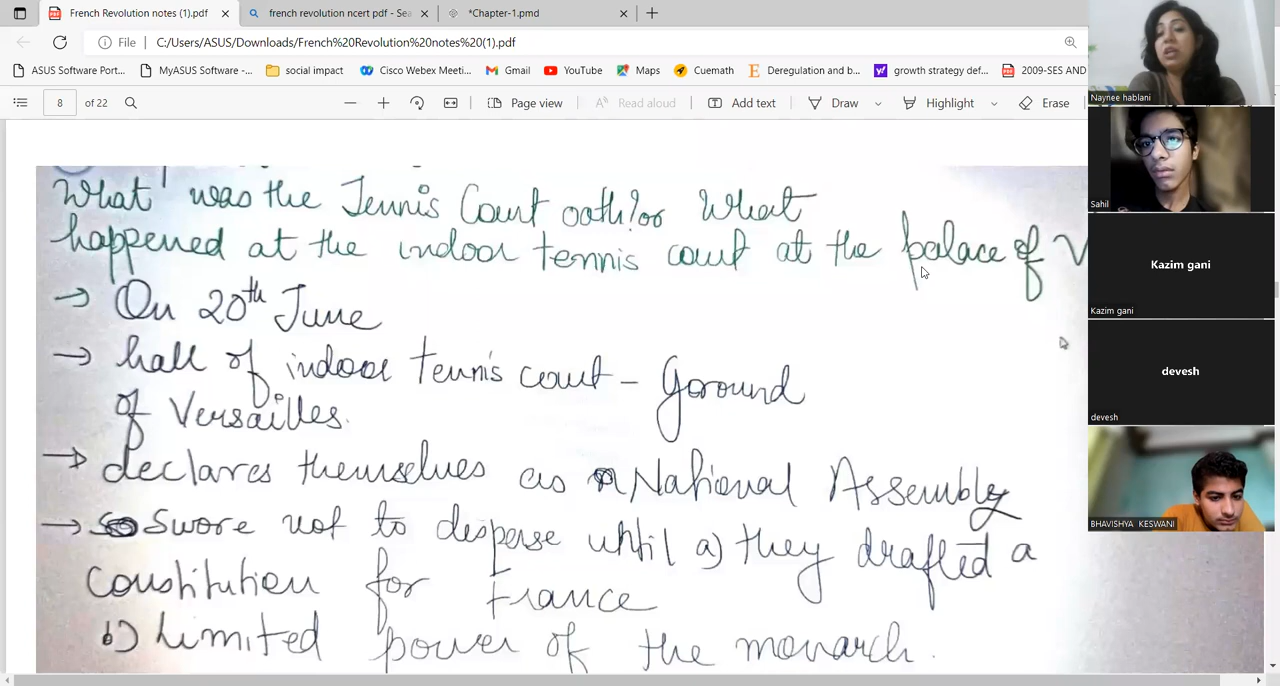 French Revolution notes (1).pdf
french revolution ncert pdf - Sea
*Chapter-1.pmd
File
C:/Users/ASUS/Downloads/French%20Revolution%20notes%20(1).pdf
ASUS Software Port...
MyASUS Software -...
social impact
Cisco Webex Meeti...
Gmail
YouTube
Maps
Cuemath
Deregulation and b...
growth strategy def...
2009-SES AND
8 of 22
Page view
Read aloud
Add text
Draw
Highlight
Erase
What was the Tennis Court oath? or What
happened at the indoor tennis court at the palace of V
→ On 20th June
→ hall of indoor tennis court - Ground
of Versailles.
→ declares themselves as National Assembly
→ Swore not to disperse until a) they drafted a
Constitution for France
b) Limited power of the monarch.
Naynee hablani
Sahil
Kazim gani
Kazim gani
devesh
devesh
BHAVISHYA KESWANI